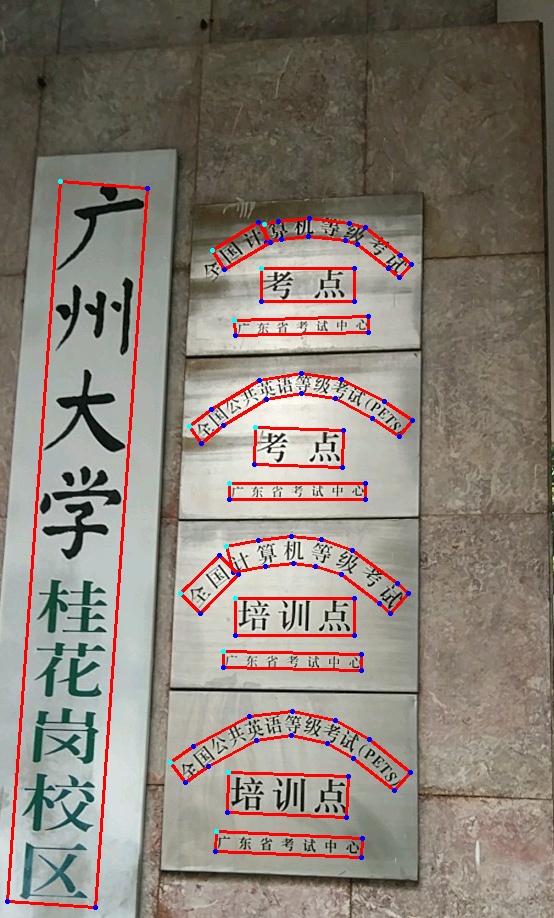 广州大学桂花岗校区
全国计算机等级考试
考点
广东省考试中心
全国公共英语等级考试(PETS)
考点
广东省考试中心
全国计算机等级考试
培训点
广东省考试中心
全国公共英语等级考试(PETS)
培训点
广东省考试中心